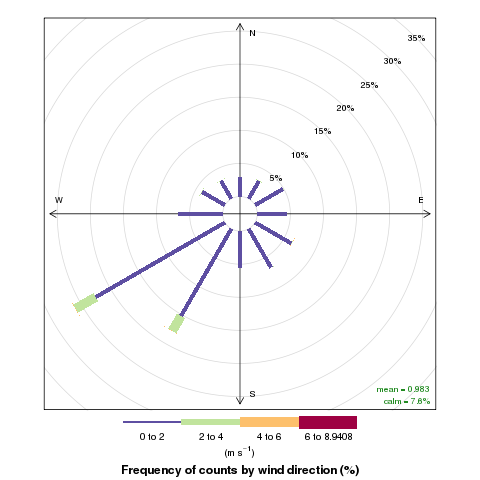 N
35%
30%
25%
20%
15%
10%
5%
W
E
S
mean = 0.983
calm = 7.6%
0 to 2 2 to 4 4 to 6 6 to 8.9408
(m s⁻¹)
Frequency of counts by wind direction (%)